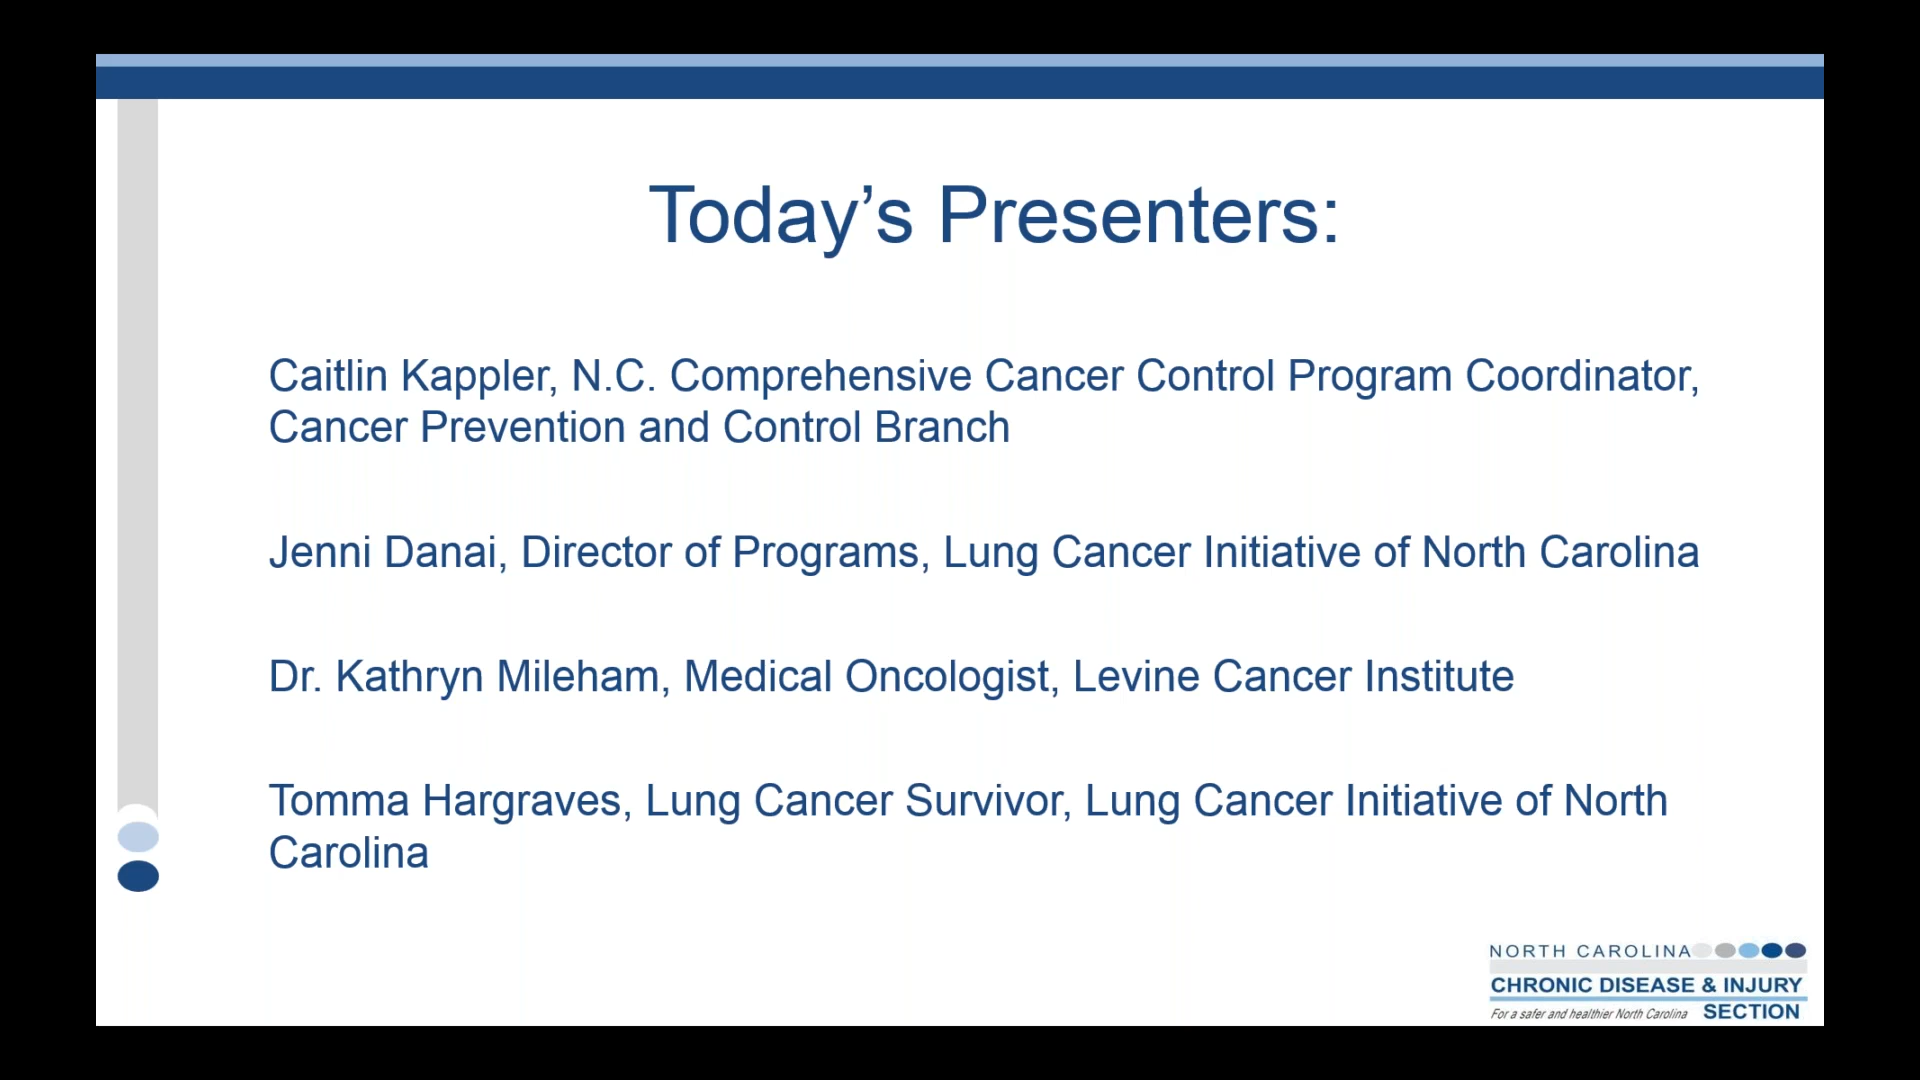 Today’s Presenters:
Caitlin Kappler, N.C. Comprehensive Cancer Control Program Coordinator,
Cancer Prevention and Control Branch
Jenni Danai, Director of Programs, Lung Cancer Initiative of North Carolina
Dr. Kathryn Mileham, Medical Oncologist, Levine Cancer Institute
Tomma Hargraves, Lung Cancer Survivor, Lung Cancer Initiative of North
Carolina
NORTH CAROLINA
CHRONIC DISEASE & INJURY
For a safer and healthier North Carolina SECTION